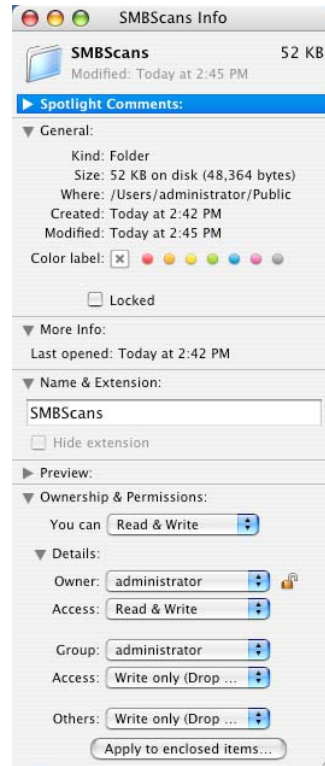 SMBScans Info
SMBScans 52 KB
Modified: Today at 2:45 PM
Spotlight Comments:
General:
Kind: Folder
Size: 52 KB on disk (48,364 bytes)
Where: /Users/administrator/Public
Created: Today at 2:42 PM
Modified: Today at 2:45 PM
Color label:
Locked
More Info:
Last opened: Today at 2:42 PM
Name & Extension:
SMBScans
Hide extension
Preview:
Ownership & Permissions:
You can Read & Write
Details:
Owner: administrator
Access: Read & Write
Group: administrator
Access: Write only (Drop ...
Others: Write only (Drop ...
Apply to enclosed items...